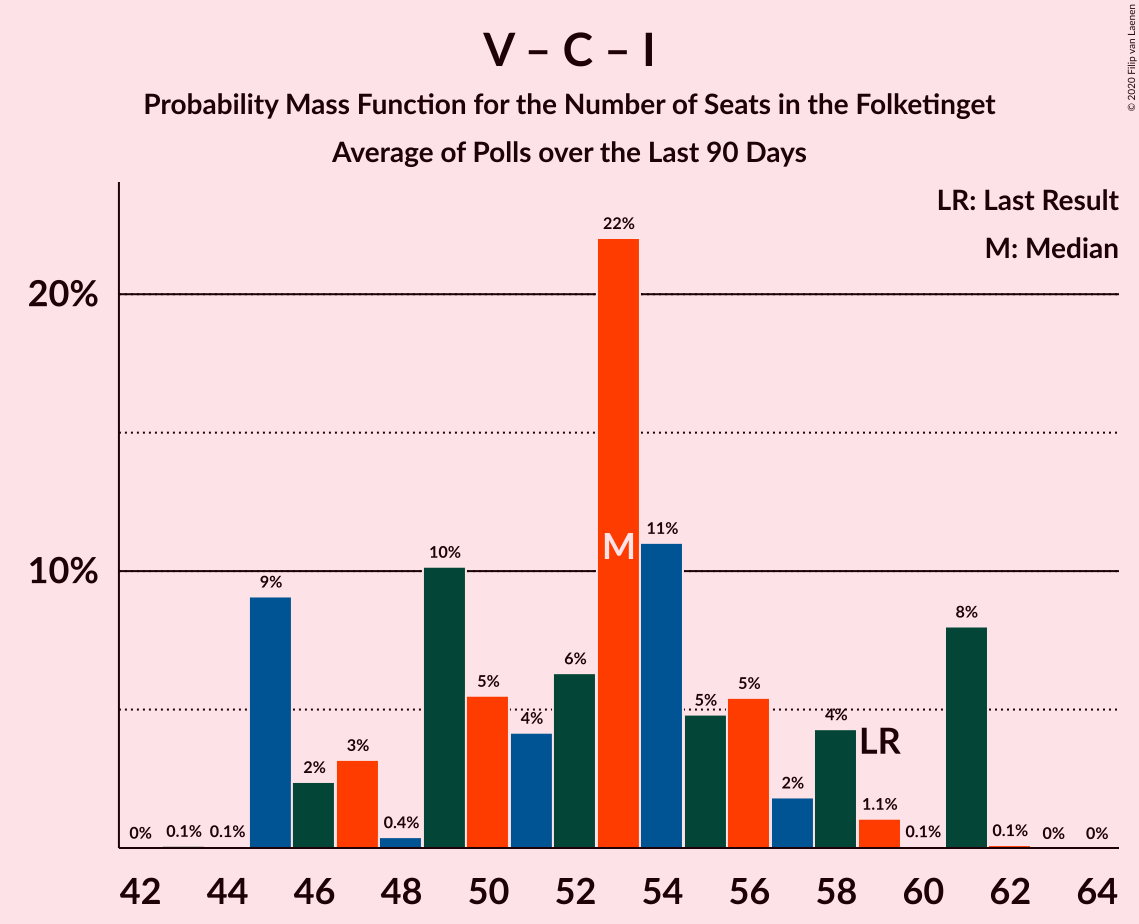 V – C – I
Probability Mass Function for the Number of Seats in the Folketinget
Average of Polls over the Last 90 Days
© 2020 Filip van Laenen
LR: Last Result
M: Median
20%
10%
0%
0.1%
0.1%
9%
2%
3%
0.4%
10%
5%
4%
6%
22%
11%
5%
5%
2%
4%
1.1%
0.1%
8%
0.1%
0%
0%
M
LR
42 44 46 48 50 52 54 56 58 60 62 64